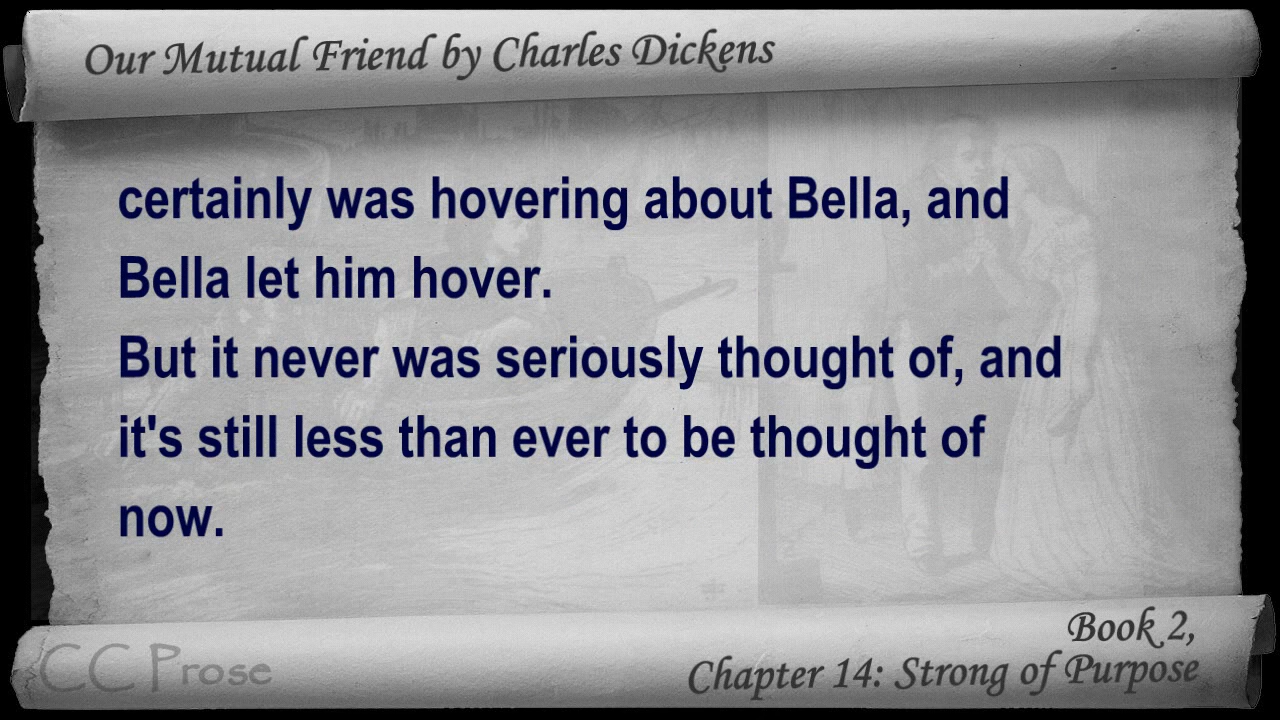 Our Mutual Friend by Charles Dickens
certainly was hovering about Bella, and
Bella let him hover.
But it never was seriously thought of, and
it's still less than ever to be thought of
now.
Book 2,
Chapter 14: Strong of Purpose
CC Prose